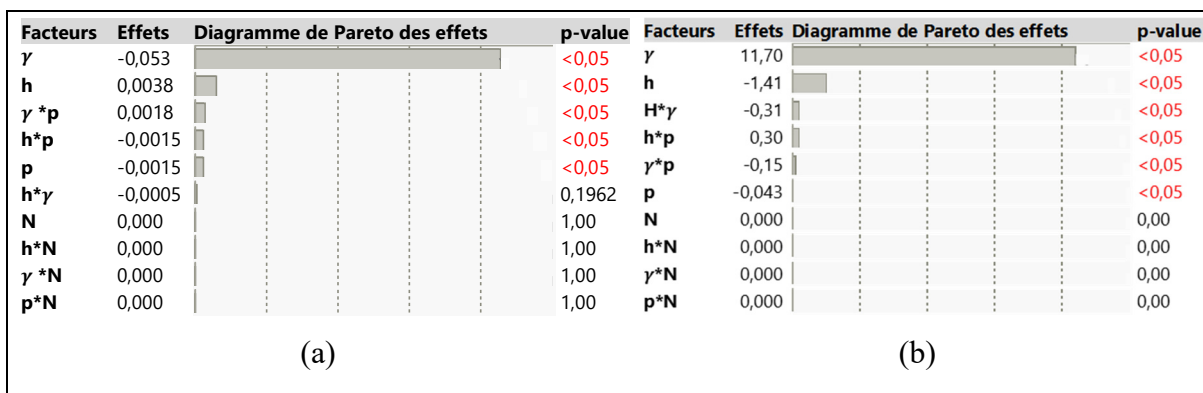 Facteurs Effets Diagramme de Pareto des effets p-value
γ -0,053 <0,05
h 0,0038 <0,05
γ *p 0,0018 <0,05
h*p -0,0015 <0,05
p -0,0015 <0,05
h*γ -0,0005 0,1962
N 0,000 1,00
h*N 0,000 1,00
γ *N 0,000 1,00
p*N 0,000 1,00
(a)
Facteurs Effets Diagramme de Pareto des effets p-value
γ 11,70 <0,05
h -1,41 <0,05
H*γ -0,31 <0,05
h*p 0,30 <0,05
γ*p -0,15 <0,05
p -0,043 <0,05
N 0,000 0,00
h*N 0,000 0,00
γ*N 0,000 0,00
p*N 0,000 0,00
(b)